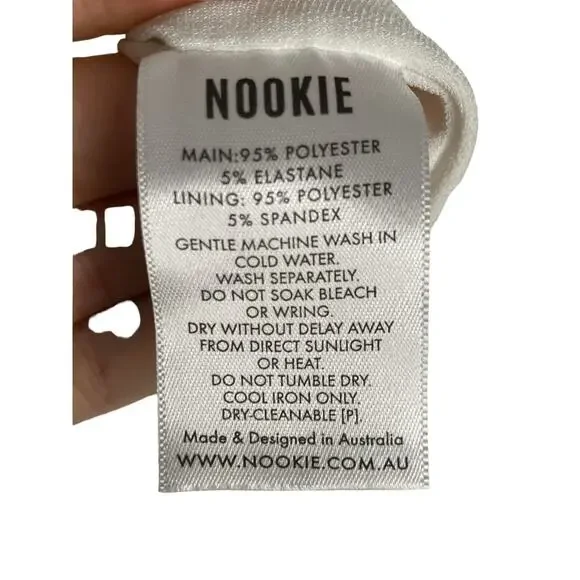 NOOKIE
MAIN:95% POLYESTER
5% ELASTANE
LINING: 95% POLYESTER
5% SPANDEX
GENTLE MACHINE WASH IN
COLD WATER.
WASH SEPARATELY.
DO NOT SOAK BLEACH
OR WRING.
DRY WITHOUT DELAY AWAY
FROM DIRECT SUNLIGHT
OR HEAT.
DO NOT TUMBLE DRY.
COOL IRON ONLY.
DRY-CLEANABLE [P].
Made & Designed in Australia
WWW.NOOKIE.COM.AU